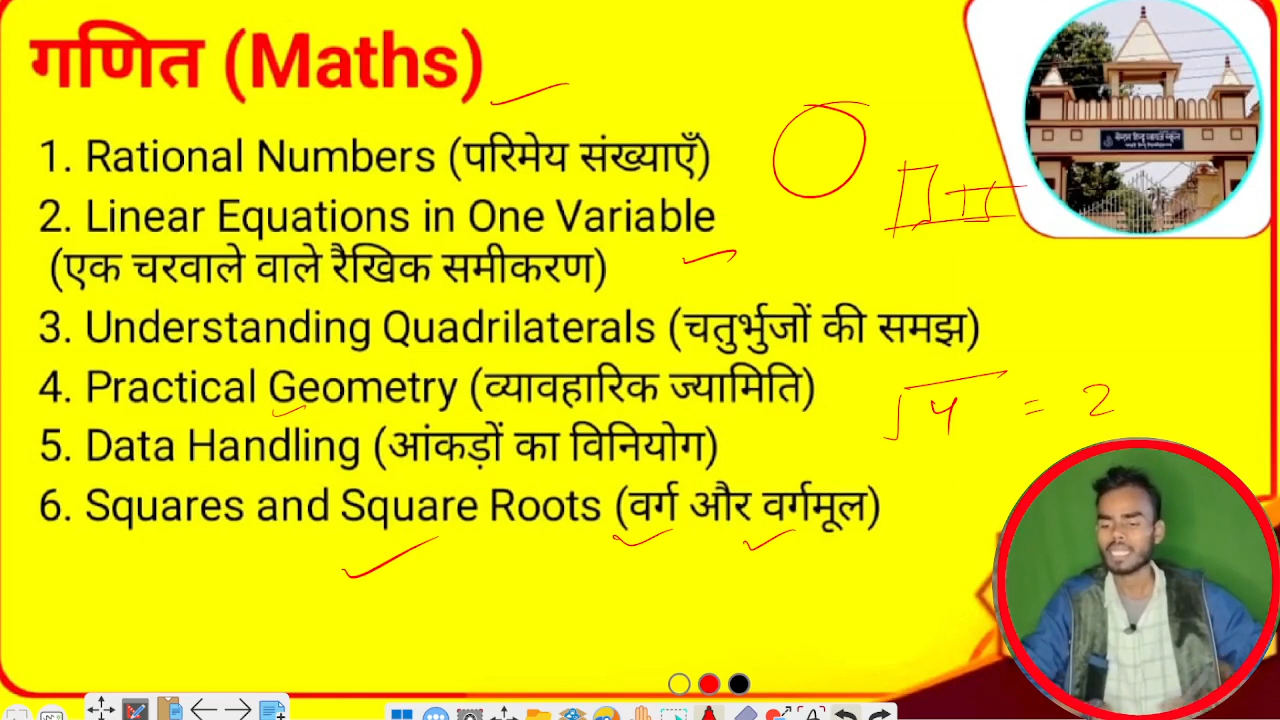 गणित (Maths)
1. Rational Numbers (परिमेय संख्याएँ)
2. Linear Equations in One Variable
(एक चरवाले वाले रैखिक समीकरण)
3. Understanding Quadrilaterals (चतुर्भुजों की समझ)
4. Practical Geometry (व्यावहारिक ज्यामिति)
√4 = 2
5. Data Handling (आंकड़ों का विनियोग)
6. Squares and Square Roots (वर्ग और वर्गमूल)